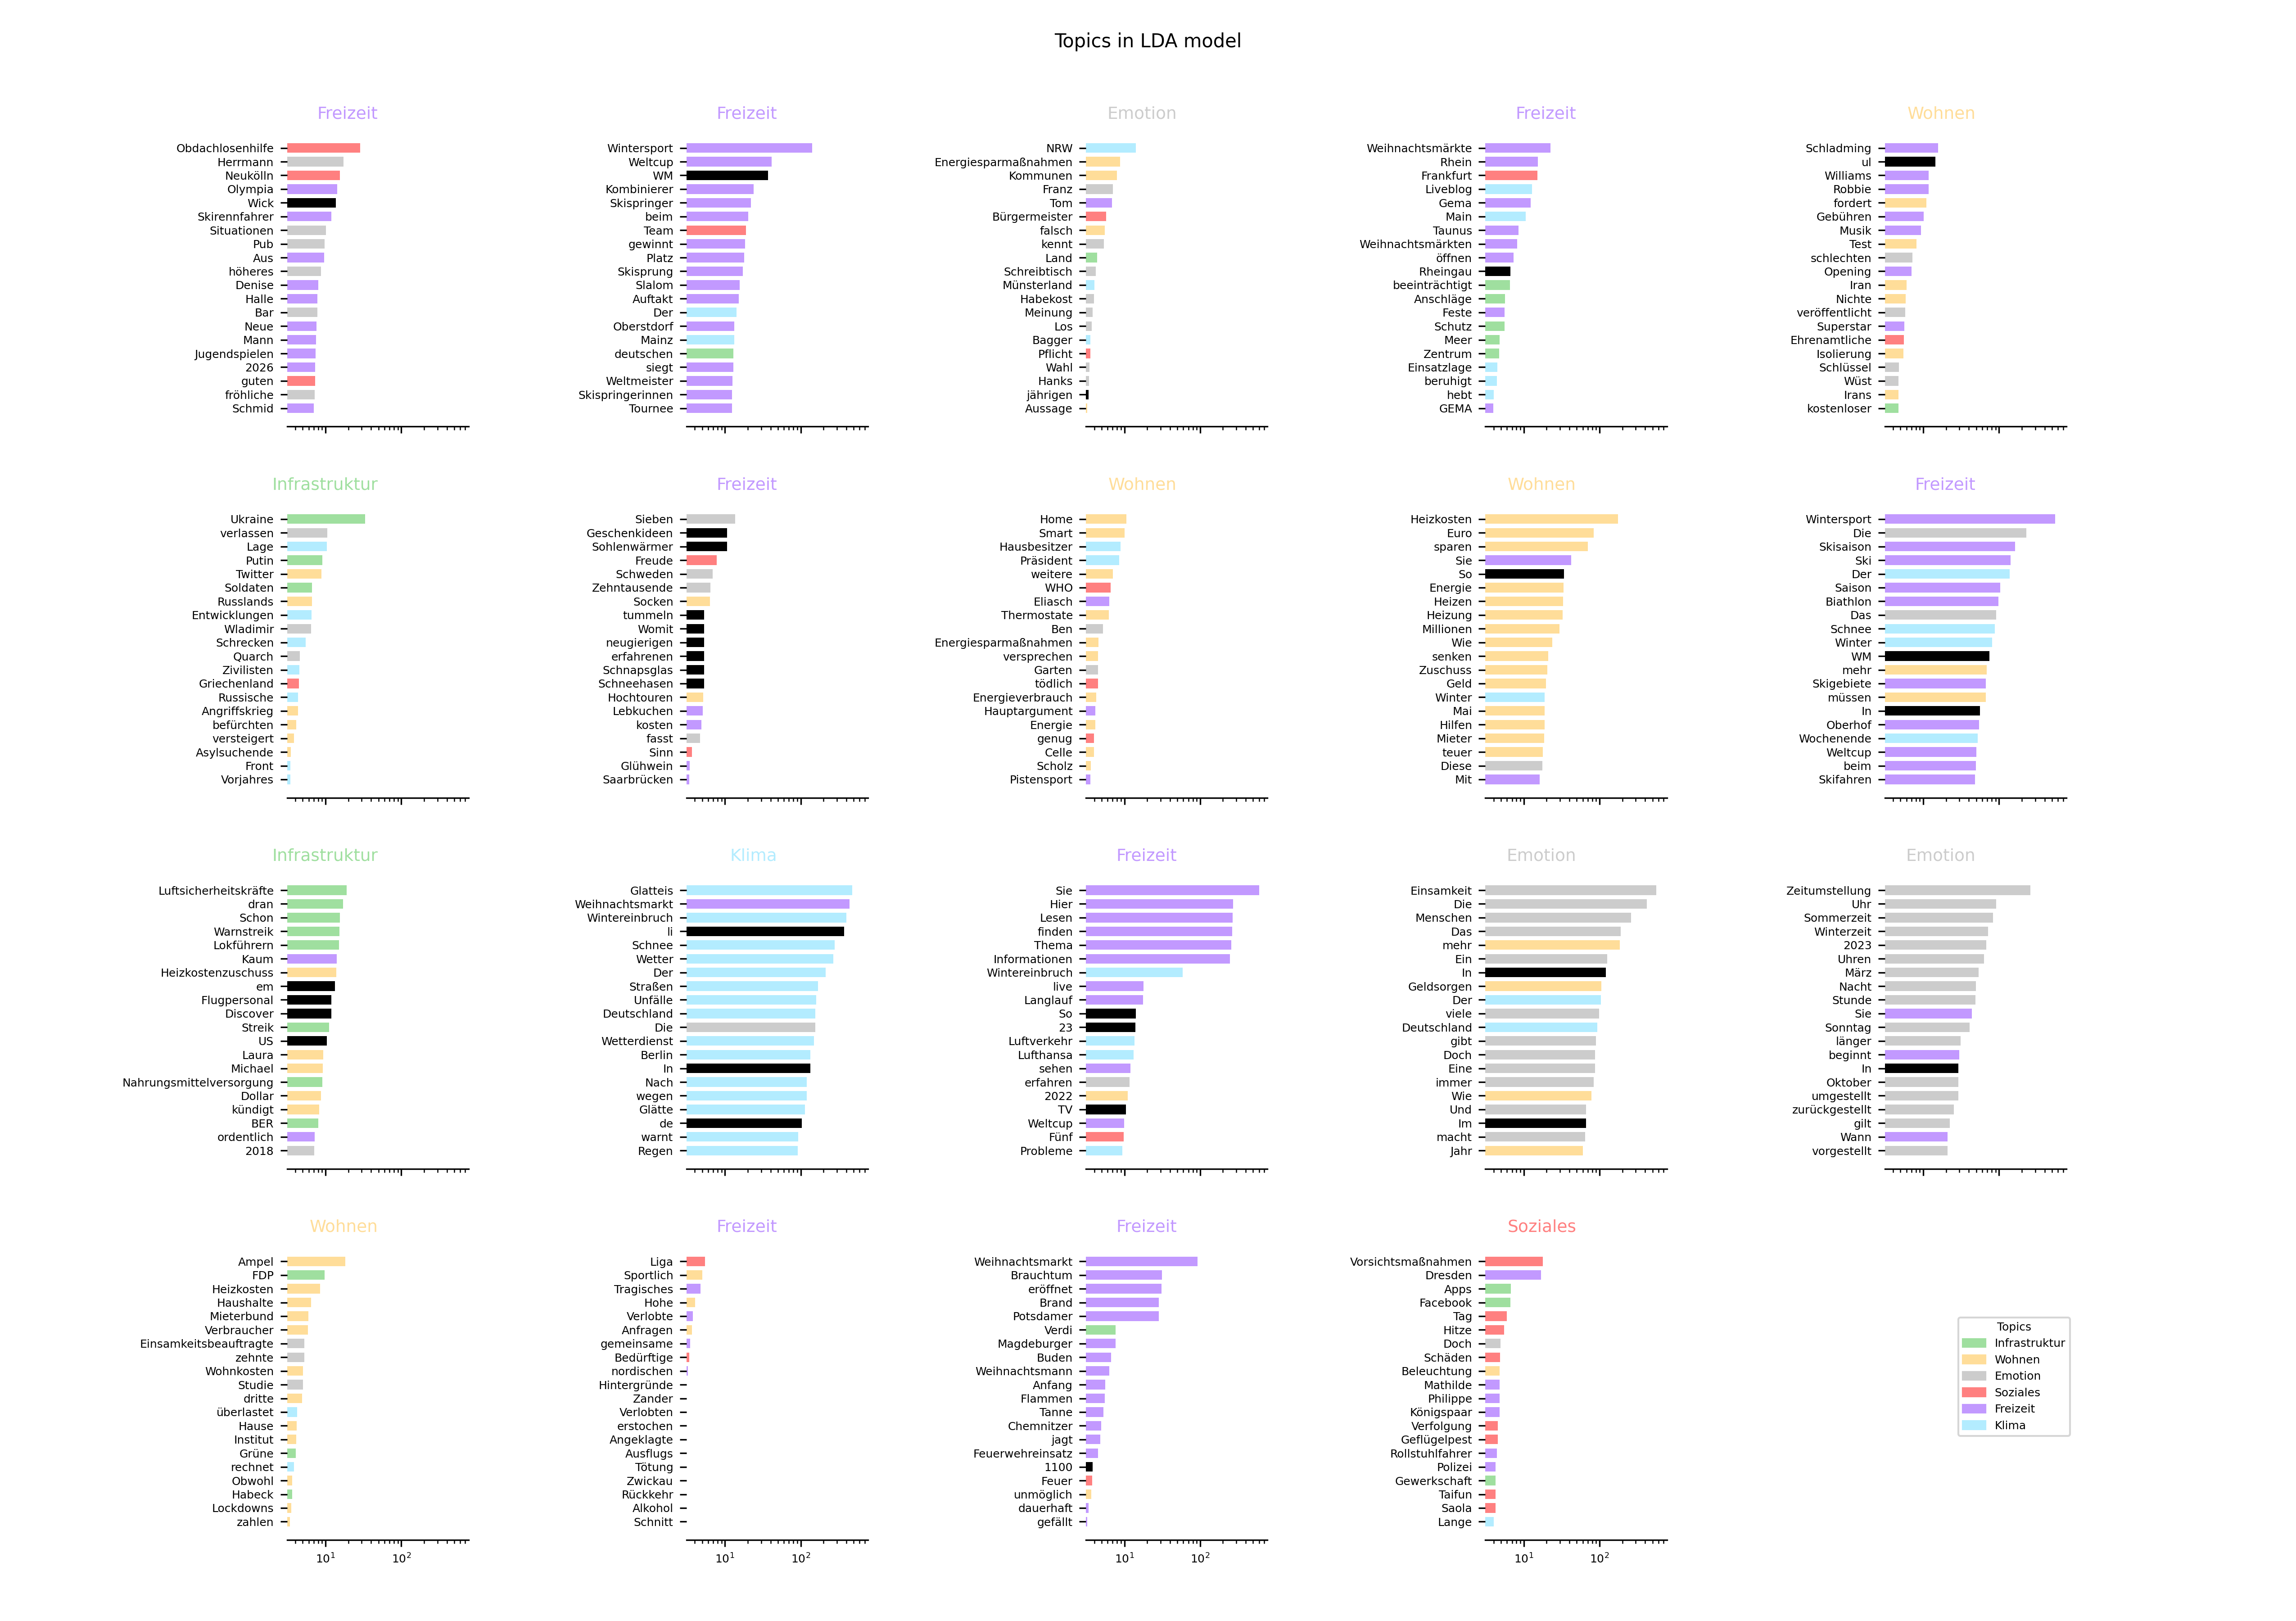 Topics in LDA model
Freizeit
Obdachlosenhilfe
Herrmann
Neukölln
Olympia
Wick
Skirennfahrer
Situationen
Pub
Aus
höheres
Denise
Halle
Bar
Neue
Mann
Jugendspielen
2026
guten
fröhliche
Schmid
Freizeit
Wintersport
Weltcup
WM
Kombinierer
Skispringer
beim
Team
gewinnt
Platz
Skisprung
Slalom
Auftakt
Der
Oberstdorf
Mainz
deutschen
siegt
Weltmeister
Skispringerinnen
Tournee
Emotion
NRW
Energiesparmaßnahmen
Kommunen
Franz
Tom
Bürgermeister
falsch
kennt
Land
Schreibtisch
Münsterland
Habekost
Meinung
Los
Bagger
Pflicht
Wahl
Hanks
jährigen
Aussage
Freizeit
Weihnachtsmärkte
Rhein
Frankfurt
Liveblog
Gema
Main
Taunus
Weihnachtsmärkten
öffnen
Rheingau
beeinträchtigt
Anschläge
Feste
Schutz
Meer
Zentrum
Einsatzlage
beruhigt
hebt
GEMA
Wohnen
Schladming
ul
Williams
Robbie
fordert
Gebühren
Musik
Test
schlechten
Opening
Iran
Nichte
veröffentlicht
Superstar
Ehrenamtliche
Isolierung
Schlüssel
Wüst
Irans
kostenloser
Infrastruktur
Ukraine
verlassen
Lage
Putin
Twitter
Soldaten
Russlands
Entwicklungen
Wladimir
Schrecken
Quarch
Zivilisten
Griechenland
Russische
Angriffskrieg
befürchten
versteigert
Asylsuchende
Front
Vorjahres
Freizeit
Sieben
Geschenkideen
Sohlenwärmer
Freude
Schweden
Zehntausende
Socken
tummeln
Womit
neugierigen
erfahrenen
Schnapsglas
Schneehasen
Hochtouren
Lebkuchen
kosten
fasst
Sinn
Glühwein
Saarbrücken
Wohnen
Home
Smart
Hausbesitzer
Präsident
weitere
WHO
Eliasch
Thermostate
Ben
Energiesparmaßnahmen
versprechen
Garten
tödlich
Energieverbrauch
Hauptargument
Energie
genug
Celle
Scholz
Pistensport
Wohnen
Heizkosten
Euro
sparen
Sie
So
Energie
Heizen
Heizung
Millionen
Wie
senken
Zuschuss
Geld
Winter
Mai
Hilfen
Mieter
teuer
Diese
Mit
Freizeit
Wintersport
Die
Skisaison
Ski
Der
Saison
Biathlon
Das
Schnee
Winter
WM
mehr
Skigebiete
müssen
In
Oberhof
Wochenende
Weltcup
beim
Skifahren
Infrastruktur
Luftsicherheitskräfte
dran
Schon
Warnstreik
Lokführern
Kaum
Heizkostenzuschuss
em
Flugpersonal
Discover
Streik
US
Laura
Michael
Nahrungsmittelversorgung
Dollar
kündigt
BER
ordentlich
2018
Klima
Glatteis
Weihnachtsmarkt
Wintereinbruch
li
Schnee
Wetter
Der
Straßen
Unfälle
Deutschland
Die
Wetterdienst
Berlin
In
Nach
wegen
Glätte
de
warnt
Regen
Freizeit
Sie
Hier
Lesen
finden
Thema
Informationen
Wintereinbruch
live
Langlauf
So
23
Luftverkehr
Lufthansa
sehen
erfahren
2022
TV
Weltcup
Fünf
Probleme
Emotion
Einsamkeit
Die
Menschen
Das
mehr
Ein
In
Geldsorgen
Der
viele
Deutschland
gibt
Doch
Eine
immer
Wie
Und
Im
macht
Jahr
Emotion
Zeitumstellung
Uhr
Sommerzeit
Winterzeit
2023
Uhren
März
Nacht
Stunde
Sie
Sonntag
länger
beginnt
In
Oktober
umgestellt
zurückgestellt
gilt
Wann
vorgestellt
Wohnen
Ampel
FDP
Heizkosten
Haushalte
Mieterbund
Verbraucher
Einsamkeitsbeauftragte
zehnte
Wohnkosten
Studie
dritte
überlastet
Hause
Institut
Grüne
rechnet
Obwohl
Habeck
Lockdowns
zahlen
10¹ 10²
Freizeit
Liga
Sportlich
Tragisches
Hohe
Verlobte
Anfragen
gemeinsame
Bedürftige
nordischen
Hintergründe
Zander
Verlobten
erstochen
Angeklagte
Ausflugs
Tötung
Zwickau
Rückkehr
Alkohol
Schnitt
10¹ 10²
Freizeit
Weihnachtsmarkt
Brauchtum
eröffnet
Brand
Potsdamer
Verdi
Magdeburger
Buden
Weihnachtsmann
Anfang
Flammen
Tanne
Chemnitzer
jagt
Feuerwehreinsatz
1100
Feuer
unmöglich
dauerhaft
gefällt
10¹ 10²
Soziales
Vorsichtsmaßnahmen
Dresden
Apps
Facebook
Tag
Hitze
Doch
Schäden
Beleuchtung
Mathilde
Philippe
Königspaar
Verfolgung
Geflügelpest
Rollstuhlfahrer
Polizei
Gewerkschaft
Taifun
Saola
Lange
10¹ 10²
Topics
Infrastruktur
Wohnen
Emotion
Soziales
Freizeit
Klima